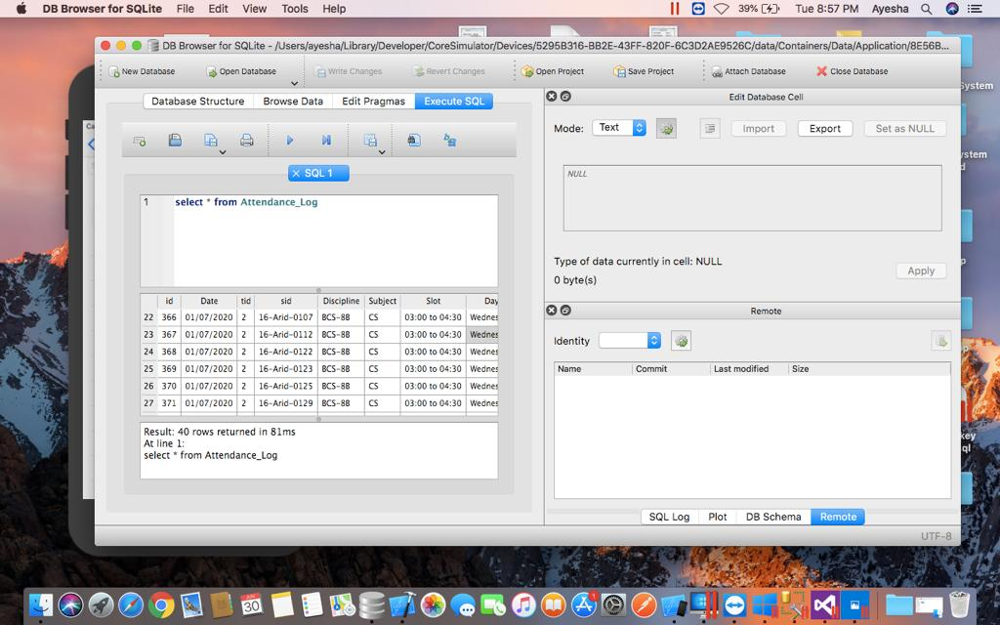 DB Browser for SQLite File Edit View Tools Help 39% Tue 8:57 PM Ayesha
DB Browser for SQLite - /Users/ayesha/Library/Developer/CoreSimulator/Devices/5295B316-BB2E-43FF-820F-6C3D2AE9526C/data/Containers/Data/Application/8E56B...
New Database Open Database Write Changes Revert Changes Open Project Save Project Attach Database Close Database
Database Structure Browse Data Edit Pragmas Execute SQL
SQL 1
1 select * from Attendance_Log
id Date tid sid Discipline Subject Slot Day
22 366 01/07/2020 2 16-Arid-0107 BCS-8B CS 03:00 to 04:30 Wednes
23 367 01/07/2020 2 16-Arid-0112 BCS-8B CS 03:00 to 04:30 Wednes
24 368 01/07/2020 2 16-Arid-0122 BCS-8B CS 03:00 to 04:30 Wednes
25 369 01/07/2020 2 16-Arid-0123 BCS-8B CS 03:00 to 04:30 Wednes
26 370 01/07/2020 2 16-Arid-0125 BCS-8B CS 03:00 to 04:30 Wednes
27 371 01/07/2020 2 16-Arid-0129 BCS-8B CS 03:00 to 04:30 Wednes
Result: 40 rows returned in 81ms
At line 1:
select * from Attendance_Log
Edit Database Cell
Mode: Text Import Export Set as NULL
NULL
Type of data currently in cell: NULL
0 byte(s)
Apply
Remote
Identity
Name Commit Last modified Size
SQL Log Plot DB Schema Remote
UTF-8
System
ystem
d
p
p
key
ql
Ca
JUN
30
1